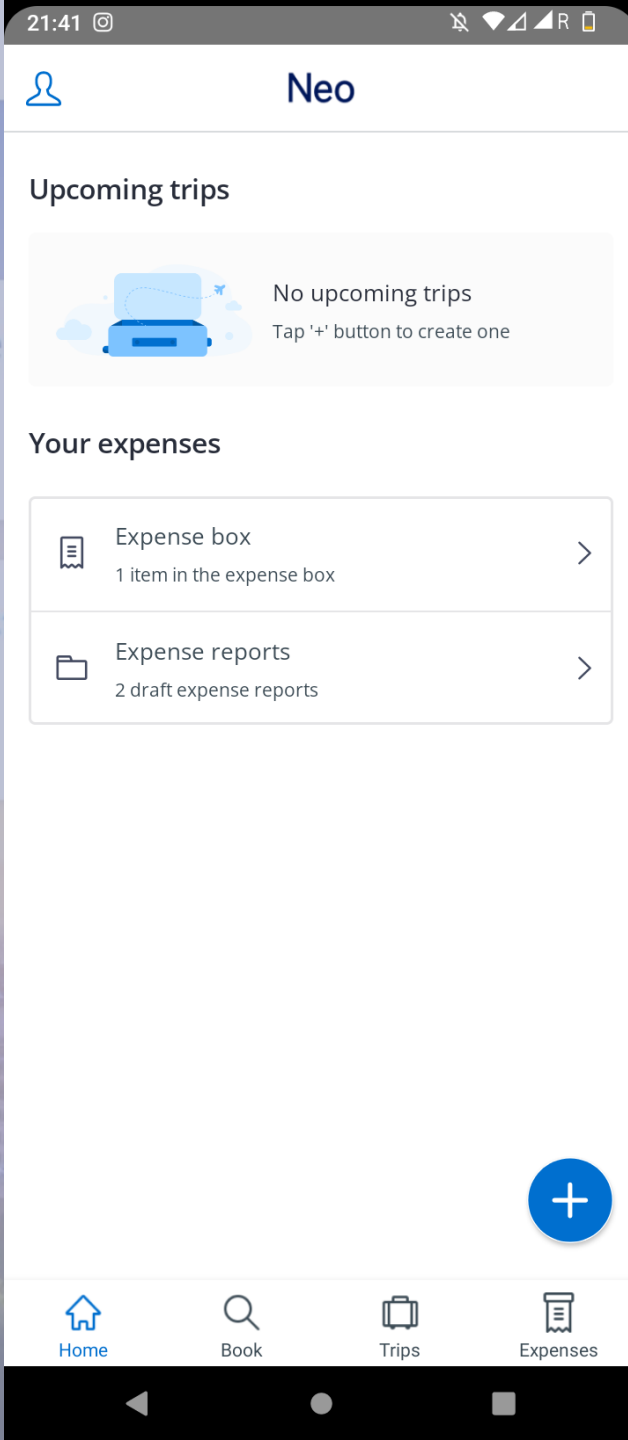 21:41
R
Neo
Upcoming trips
No upcoming trips
Tap '+' button to create one
Your expenses
Expense box
1 item in the expense box
Expense reports
2 draft expense reports
Home
Book
Trips
Expenses